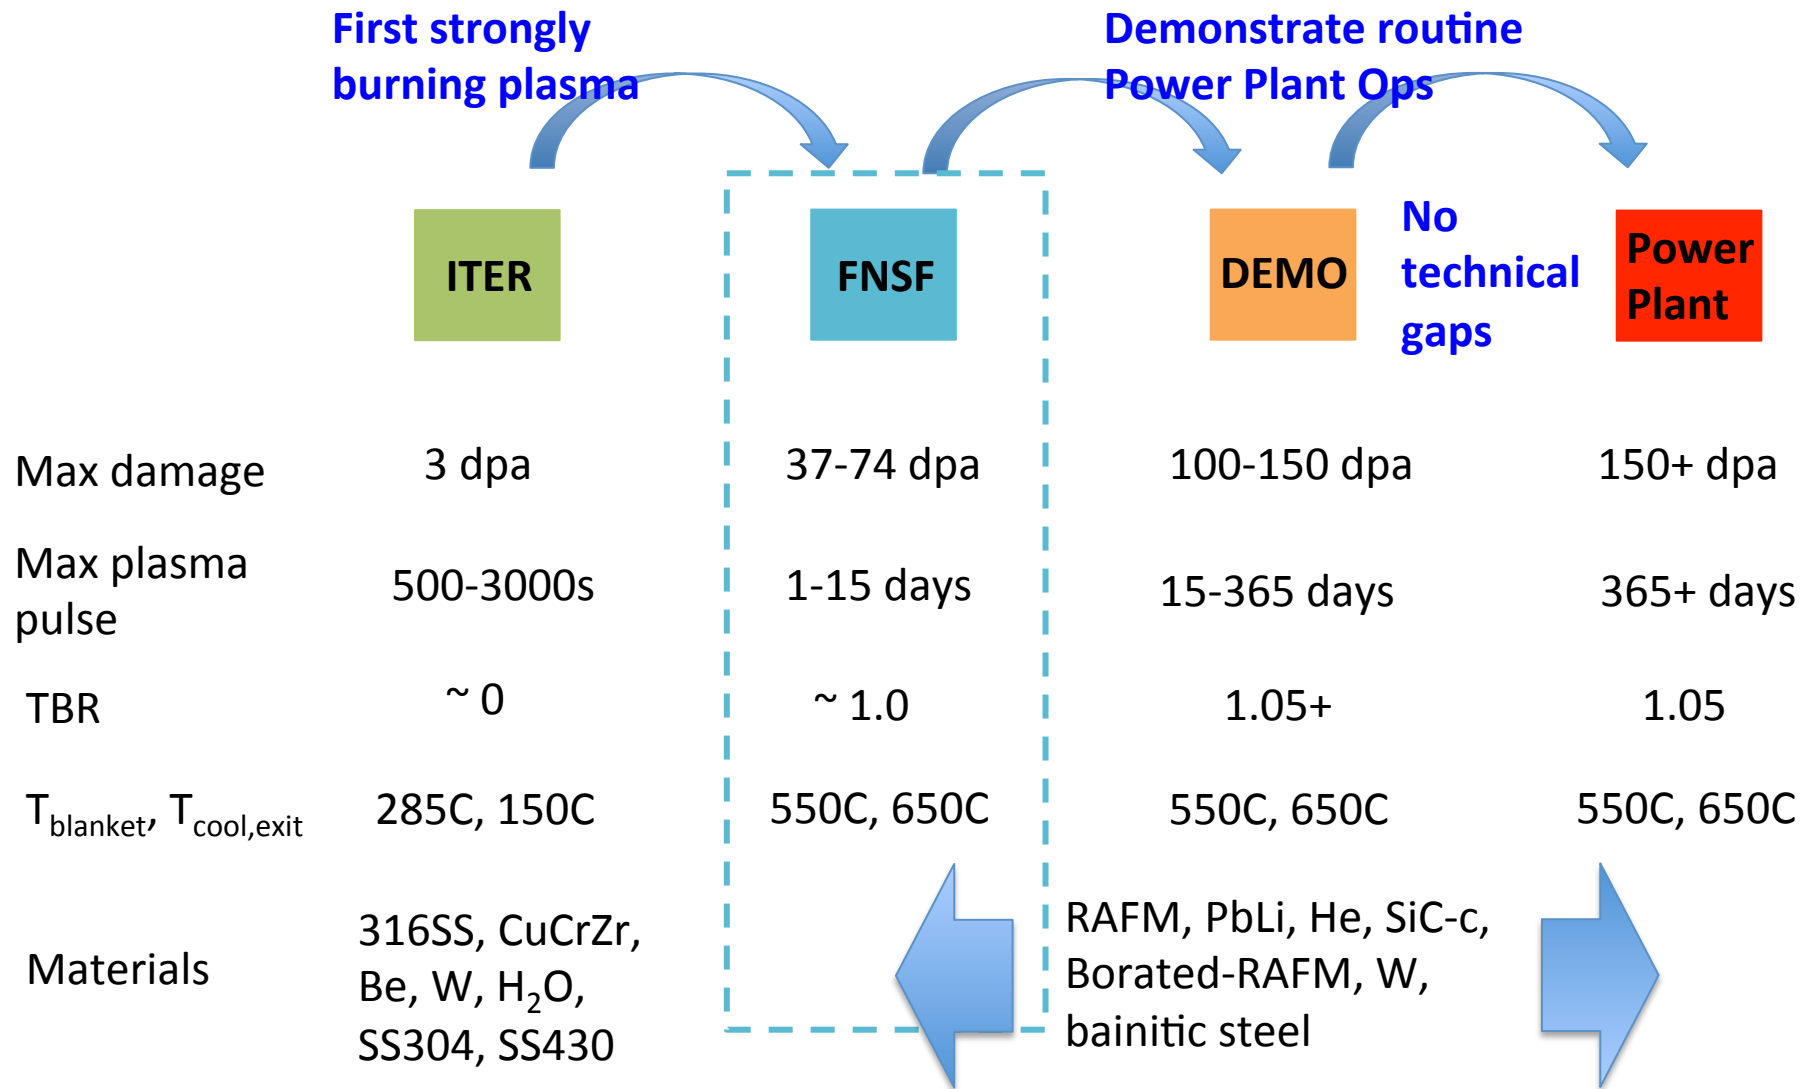 First strongly
burning plasma
Demonstrate routine
Power Plant Ops
ITER
FNSF
DEMO
No
technical
gaps
Power
Plant
Max damage
3 dpa
37-74 dpa
100-150 dpa
150+ dpa
Max plasma
pulse
500-3000s
1-15 days
15-365 days
365+ days
TBR
~ 0
~ 1.0
1.05+
1.05
T_blanket, T_cool,exit
285C, 150C
550C, 650C
550C, 650C
550C, 650C
Materials
316SS, CuCrZr,
Be, W, H₂O,
SS304, SS430
RAFM, PbLi, He, SiC-c,
Borated-RAFM, W,
bainitic steel